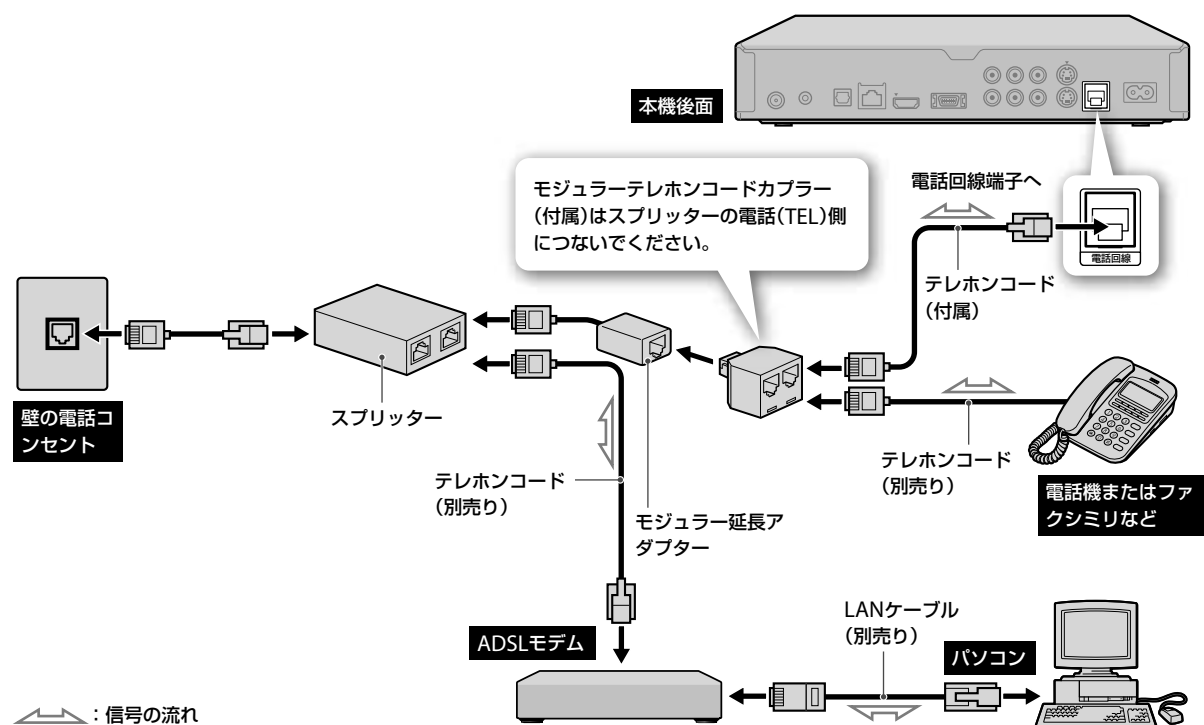 本機後面
モジュラーテレホンコードカプラー
(付属)はスプリッターの電話(TEL)側
につないでください。
電話回線端子へ
電話回線
テレホンコード
(付属)
壁の電話コ
ンセント
スプリッター
テレホンコード
(別売り)
モジュラー延長ア
ダプター
テレホンコード
(別売り)
電話機またはファ
クシミリなど
ADSLモデム
LANケーブル
(別売り)
パソコン
:信号の流れ